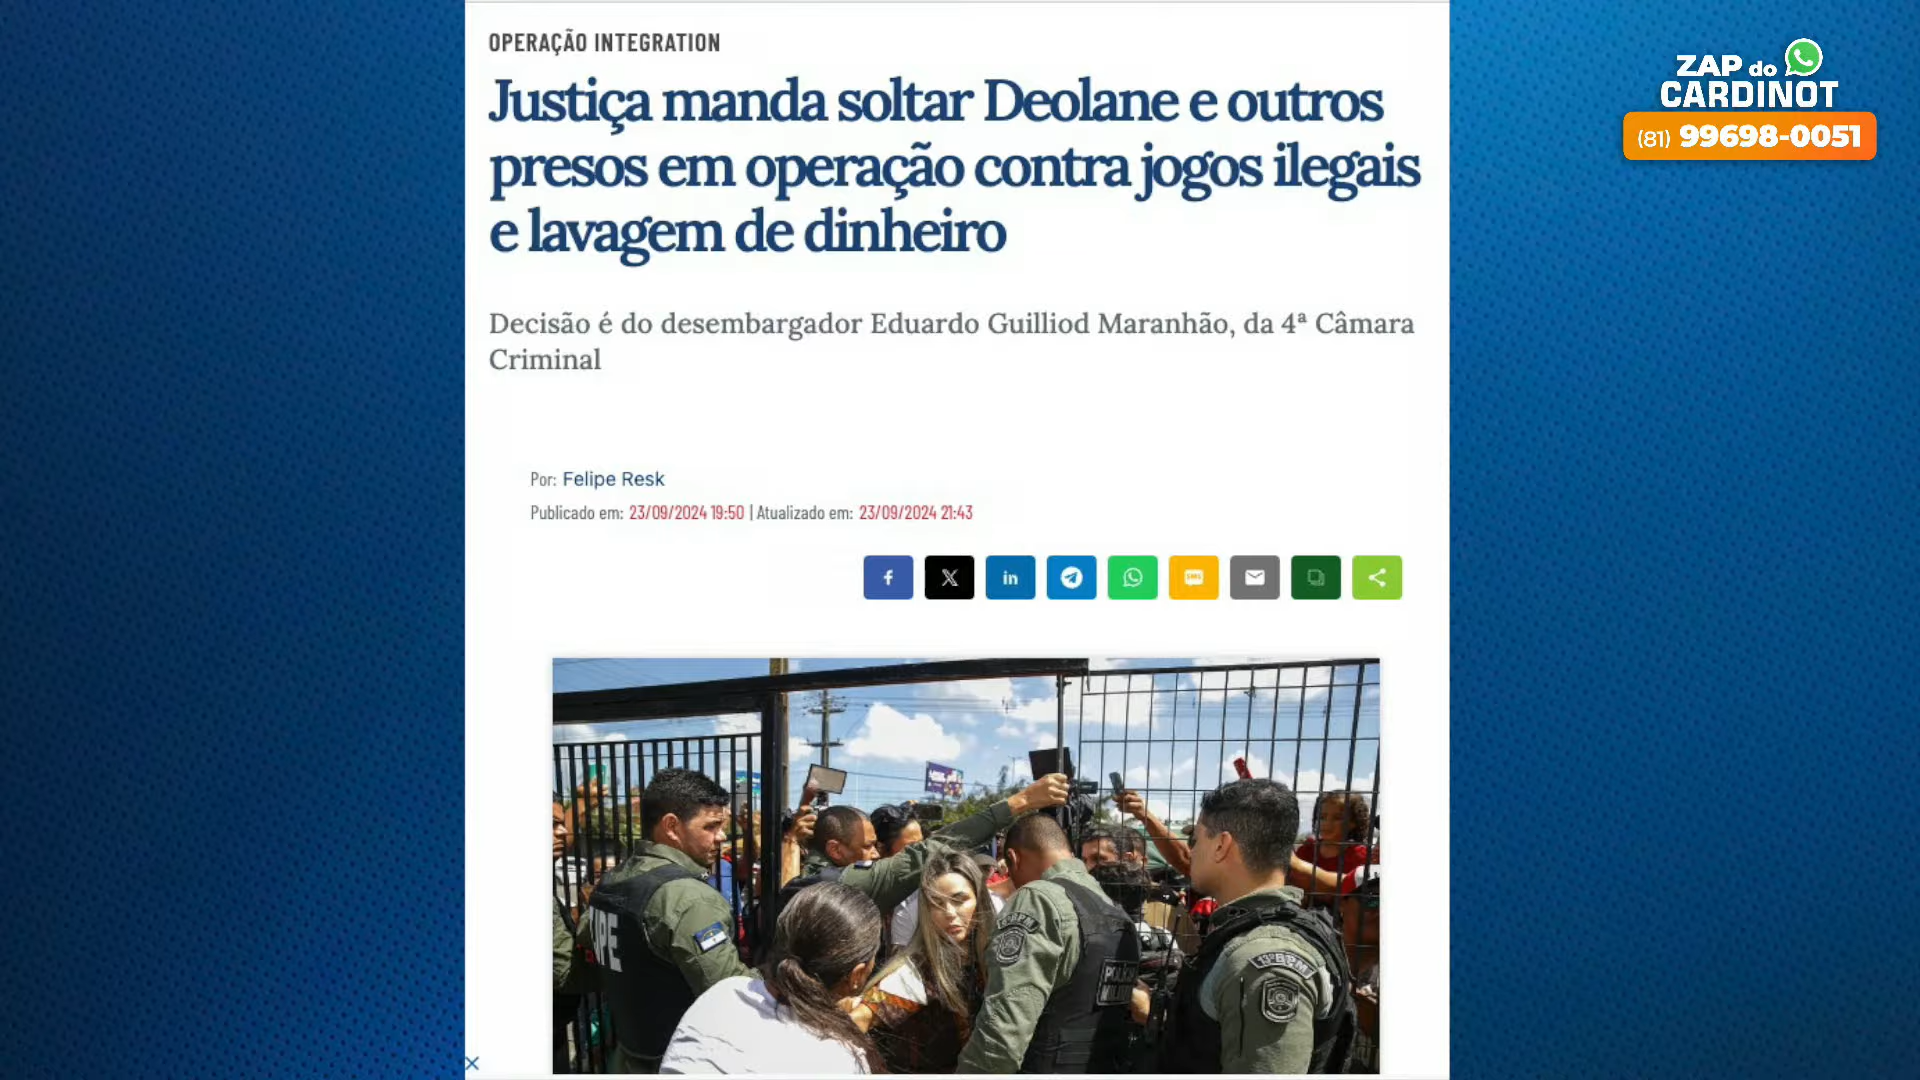 OPERAÇÃO INTEGRATION
Justiça manda soltar Deolane e outros
presos em operação contra jogos ilegais
e lavagem de dinheiro
Decisão é do desembargador Eduardo Guilliod Maranhão, da 4ª Câmara
Criminal
Por: Felipe Resk
Publicado em: 23/09/2024 19:50 | Atualizado em: 23/09/2024 21:43
ZAP do
CARDINOT
(81) 99698-0051
SMS
13ºBPM